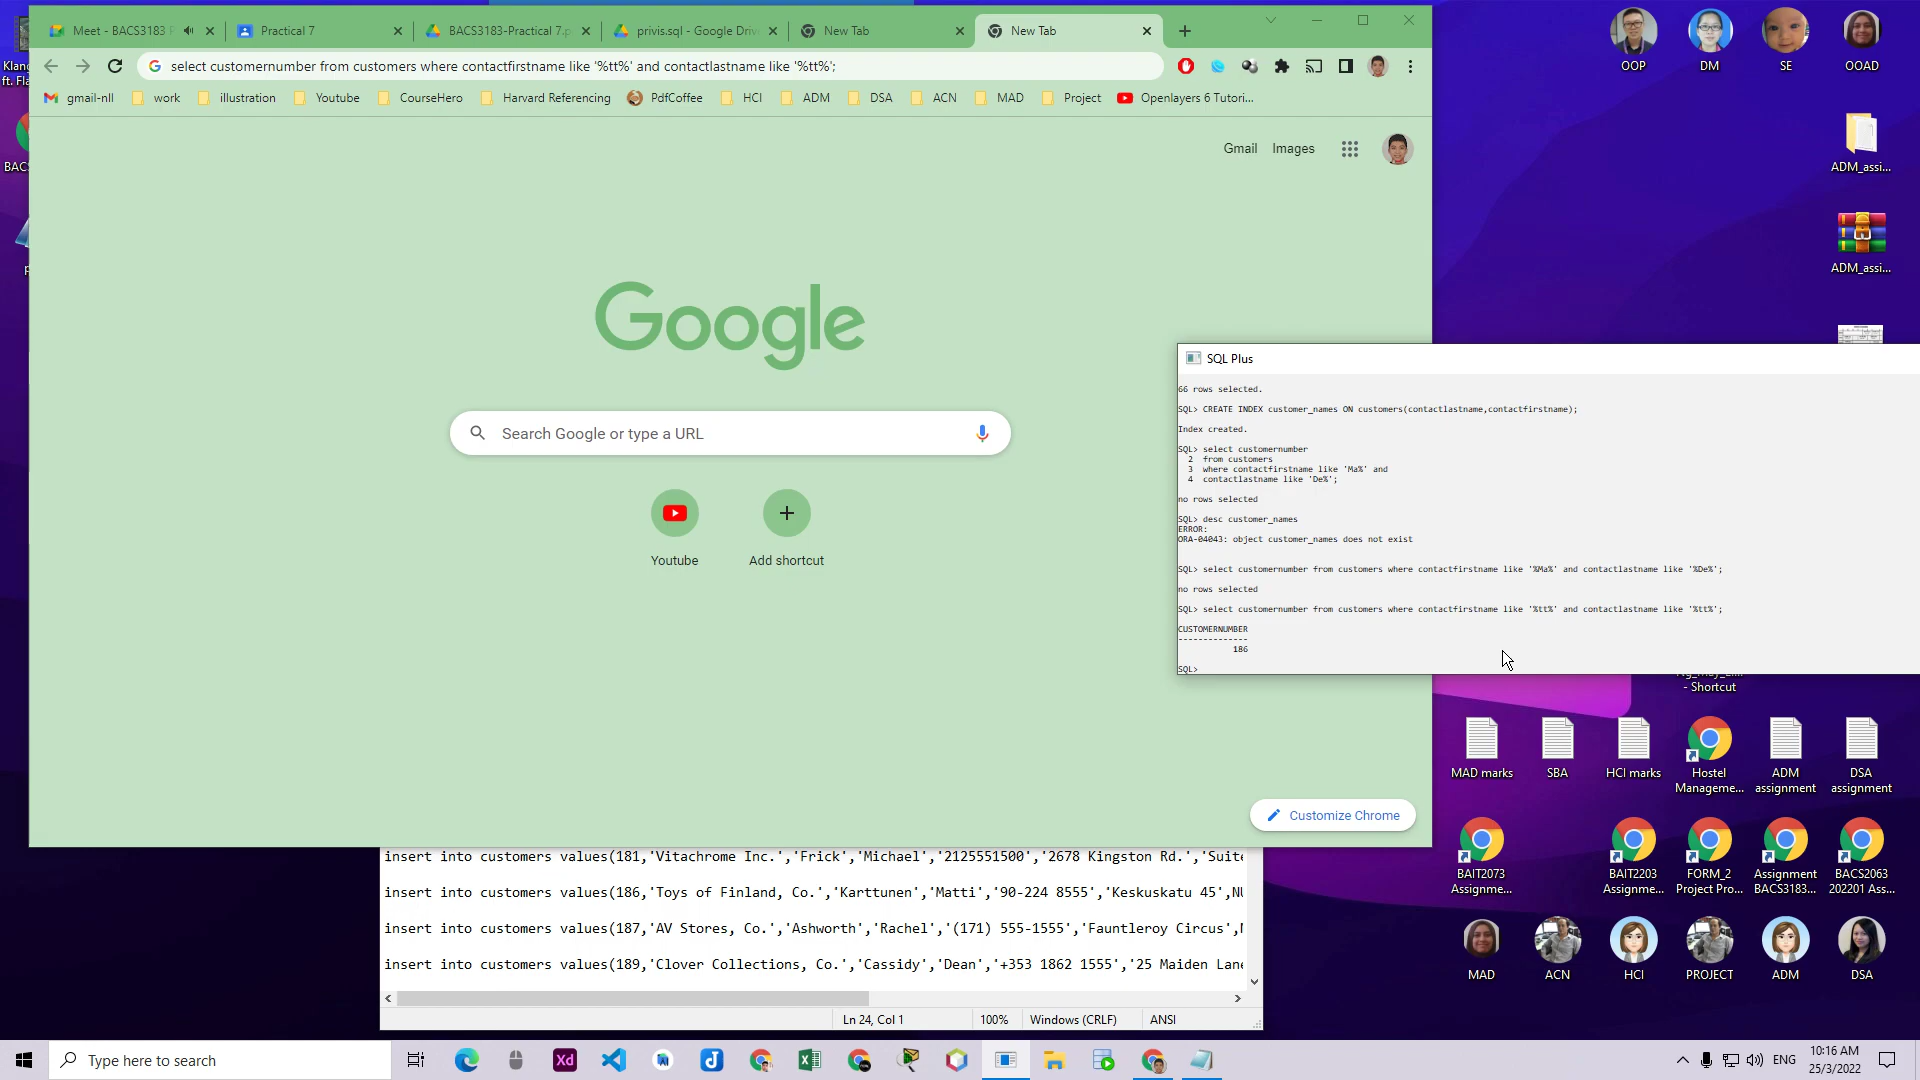 Meet - BACS3183 P
Practical 7
BACS3183-Practical 7.p
privis.sql - Google Driv
New Tab
New Tab
select customernumber from customers where contactfirstname like '%tt%' and contactlastname like '%tt%';
gmail-nll
work
illustration
Youtube
CourseHero
Harvard Referencing
PdfCoffee
HCI
ADM
DSA
ACN
MAD
Project
Openlayers 6 Tutori...
Gmail
Images
Google
Search Google or type a URL
Youtube
Add shortcut
Customize Chrome
Klang
ft. Fla
BACS
OOP
DM
SE
OOAD
ADM_assi...
ADM_assi...
SQL Plus
66 rows selected.
SQL> CREATE INDEX customer_names ON customers(contactlastname,contactfirstname);
Index created.
SQL> select customernumber
2 from customers
3 where contactfirstname like 'Ma%' and
4 contactlastname like 'De%';
no rows selected
SQL> desc customer_names
ERROR:
ORA-04043: object customer_names does not exist
SQL> select customernumber from customers where contactfirstname like '%Ma%' and contactlastname like '%De%';
no rows selected
SQL> select customernumber from customers where contactfirstname like '%tt%' and contactlastname like '%tt%';
CUSTOMERNUMBER
--------------
186
SQL>
- Shortcut
MAD marks
SBA
HCI marks
Hostel
Manageme...
ADM
assignment
DSA
assignment
BAIT2073
Assignme...
BAIT2203
Assignme...
FORM_2
Project Pro...
Assignment
BACS3183...
BACS2063
202201 Ass...
MAD
ACN
HCI
PROJECT
ADM
DSA
insert into customers values(181,'Vitachrome Inc.','Frick','Michael','2125551500','2678 Kingston Rd.','Suite
insert into customers values(186,'Toys of Finland, Co.','Karttunen','Matti','90-224 8555','Keskuskatu 45',NU
insert into customers values(187,'AV Stores, Co.','Ashworth','Rachel','(171) 555-1555','Fauntleroy Circus',N
insert into customers values(189,'Clover Collections, Co.','Cassidy','Dean','+353 1862 1555','25 Maiden Lane
Ln 24, Col 1
100%
Windows (CRLF)
ANSI
Type here to search
Xd
ENG
10:16 AM
25/3/2022